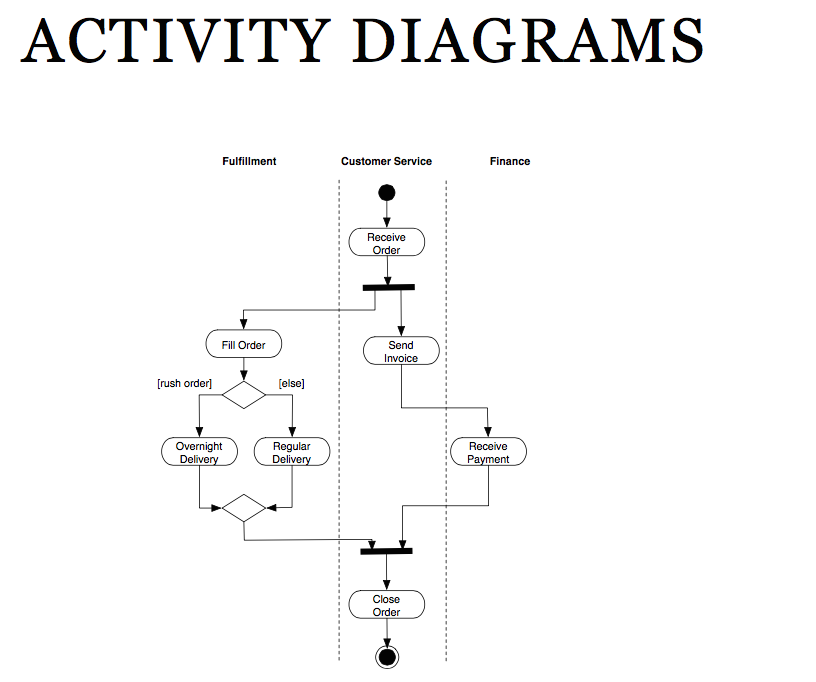 ACTIVITY DIAGRAMS
Fulfillment
Customer Service
Finance
Receive
Order
Fill Order
Send
Invoice
[rush order]
[else]
Overnight
Delivery
Regular
Delivery
Receive
Payment
Close
Order